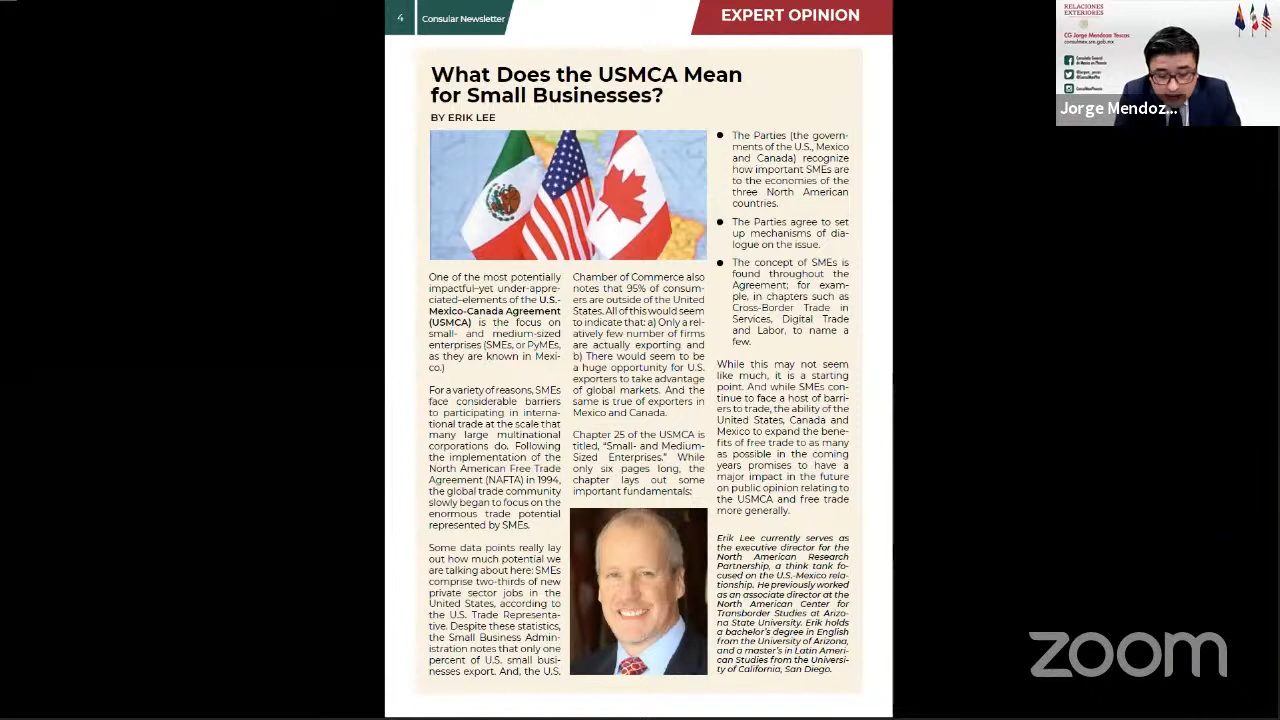 4
Consular Newsletter
EXPERT OPINION
What Does the USMCA Mean
for Small Businesses?
BY ERIK LEE
One of the most potentially
impactful–yet under-appre-
ciated–elements of the U.S.-
Mexico-Canada Agreement
(USMCA) is the focus on
small- and medium-sized
enterprises (SMEs, or PyMEs,
as they are known in Mexi-
co.)
For a variety of reasons, SMEs
face considerable barriers
to participating in interna-
tional trade at the scale that
many large multinational
corporations do. Following
the implementation of the
North American Free Trade
Agreement (NAFTA) in 1994,
the global trade community
slowly began to focus on the
enormous trade potential
represented by SMEs.
Some data points really lay
out how much potential we
are talking about here: SMEs
comprise two-thirds of new
private sector jobs in the
United States, according to
the U.S. Trade Representa-
tive. Despite these statistics,
the Small Business Admin-
istration notes that only one
percent of U.S. small busi-
nesses export. And, the U.S.
Chamber of Commerce also
notes that 95% of consum-
ers are outside of the United
States. All of this would seem
to indicate that: a) Only a rel-
atively few number of firms
are actually exporting and
b) There would seem to be
a huge opportunity for U.S.
exporters to take advantage
of global markets. And the
same is true of exporters in
Mexico and Canada.
Chapter 25 of the USMCA is
titled, “Small- and Medium-
Sized Enterprises.” While
only six pages long, the
chapter lays out some
important fundamentals:
● The Parties (the govern-
ments of the U.S., Mexico
and Canada) recognize
how important SMEs are
to the economies of the
three North American
countries.
● The Parties agree to set
up mechanisms of dia-
logue on the issue.
● The concept of SMEs is
found throughout the
Agreement; for exam-
ple, in chapters such as
Cross-Border Trade in
Services, Digital Trade
and Labor, to name a
few.
While this may not seem
like much, it is a starting
point. And while SMEs con-
tinue to face a host of barri-
ers to trade, the ability of the
United States, Canada and
Mexico to expand the bene-
fits of free trade to as many
as possible in the coming
years promises to have a
major impact in the future
on public opinion relating to
the USMCA and free trade
more generally.
Erik Lee currently serves as
the executive director for the
North American Research
Partnership, a think tank fo-
cused on the U.S.-Mexico rela-
tionship. He previously worked
as an associate director at the
North American Center for
Transborder Studies at Arizo-
na State University. Erik holds
a bachelor's degree in English
from the University of Arizona,
and a master's in Latin Ameri-
can Studies from the Universi-
ty of California, San Diego.
RELACIONES
EXTERIORES
CG Jorge Mendoza Yescas
consulmex.sre.gob.mx
Consulado General
de México en Phoenix
@ConsulMexPho
ConsulMexPhoenix
Jorge Mendoz...
zoom